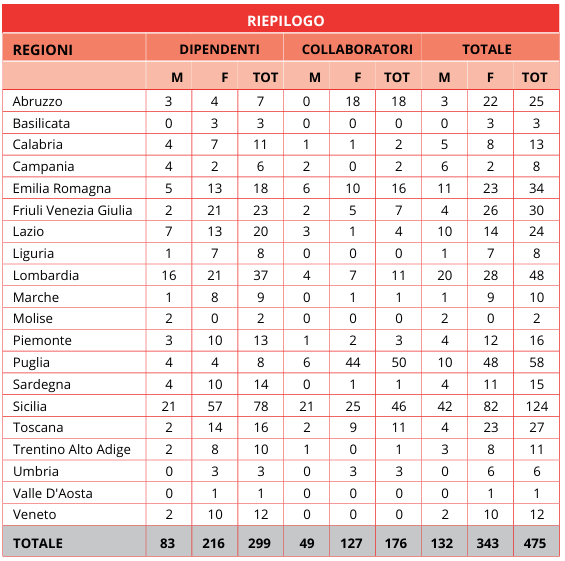 RIEPILOGO
REGIONI DIPENDENTI COLLABORATORI TOTALE
M F TOT M F TOT M F TOT
Abruzzo 3 4 7 0 18 18 3 22 25
Basilicata 0 3 3 0 0 0 0 3 3
Calabria 4 7 11 1 1 2 5 8 13
Campania 4 2 6 2 0 2 6 2 8
Emilia Romagna 5 13 18 6 10 16 11 23 34
Friuli Venezia Giulia 2 21 23 2 5 7 4 26 30
Lazio 7 13 20 3 1 4 10 14 24
Liguria 1 7 8 0 0 0 1 7 8
Lombardia 16 21 37 4 7 11 20 28 48
Marche 1 8 9 0 1 1 1 9 10
Molise 2 0 2 0 0 0 2 0 2
Piemonte 3 10 13 1 2 3 4 12 16
Puglia 4 4 8 6 44 50 10 48 58
Sardegna 4 10 14 0 1 1 4 11 15
Sicilia 21 57 78 21 25 46 42 82 124
Toscana 2 14 16 2 9 11 4 23 27
Trentino Alto Adige 2 8 10 1 0 1 3 8 11
Umbria 0 3 3 0 3 3 0 6 6
Valle D'Aosta 0 1 1 0 0 0 0 1 1
Veneto 2 10 12 0 0 0 2 10 12
TOTALE 83 216 299 49 127 176 132 343 475